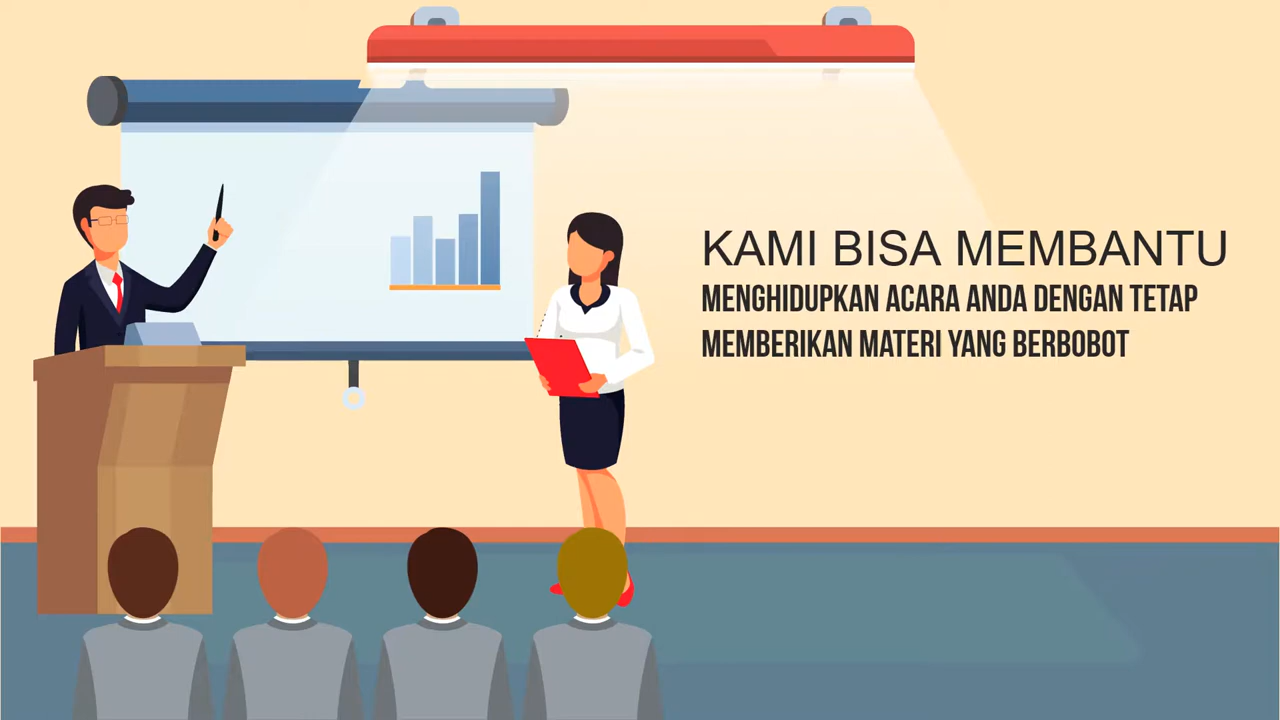 KAMI BISA MEMBANTU
MENGHIDUPKAN ACARA ANDA DENGAN TETAP
MEMBERIKAN MATERI YANG BERBOBOT